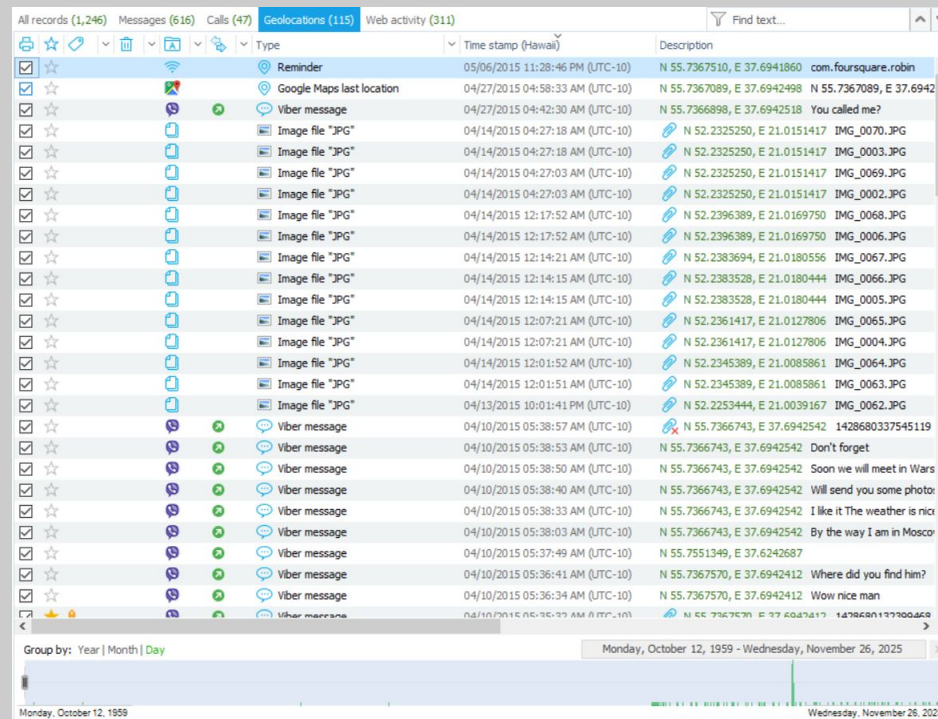 All records (1,246) Messages (616) Calls (47) Geolocations (115) Web activity (311) Find text...
Type Time stamp (Hawaii) Description
Reminder 05/06/2015 11:28:46 PM (UTC-10) N 55.7367510, E 37.6941860 com.foursquare.robin
Google Maps last location 04/27/2015 04:58:33 AM (UTC-10) N 55.7367089, E 37.6942498 N 55.7367089, E 37.6942
Viber message 04/27/2015 04:42:30 AM (UTC-10) N 55.7366898, E 37.6942518 You called me?
Image file "JPG" 04/14/2015 04:27:18 AM (UTC-10) N 52.2325250, E 21.0151417 IMG_0070.JPG
Image file "JPG" 04/14/2015 04:27:18 AM (UTC-10) N 52.2325250, E 21.0151417 IMG_0003.JPG
Image file "JPG" 04/14/2015 04:27:03 AM (UTC-10) N 52.2325250, E 21.0151417 IMG_0069.JPG
Image file "JPG" 04/14/2015 04:27:03 AM (UTC-10) N 52.2325250, E 21.0151417 IMG_0002.JPG
Image file "JPG" 04/14/2015 12:17:52 AM (UTC-10) N 52.2396389, E 21.0169750 IMG_0068.JPG
Image file "JPG" 04/14/2015 12:17:52 AM (UTC-10) N 52.2396389, E 21.0169750 IMG_0006.JPG
Image file "JPG" 04/14/2015 12:14:21 AM (UTC-10) N 52.2383694, E 21.0180556 IMG_0067.JPG
Image file "JPG" 04/14/2015 12:14:15 AM (UTC-10) N 52.2383528, E 21.0180444 IMG_0066.JPG
Image file "JPG" 04/14/2015 12:14:15 AM (UTC-10) N 52.2383528, E 21.0180444 IMG_0005.JPG
Image file "JPG" 04/14/2015 12:07:21 AM (UTC-10) N 52.2361417, E 21.0127806 IMG_0065.JPG
Image file "JPG" 04/14/2015 12:07:21 AM (UTC-10) N 52.2361417, E 21.0127806 IMG_0004.JPG
Image file "JPG" 04/14/2015 12:01:52 AM (UTC-10) N 52.2345389, E 21.0085861 IMG_0064.JPG
Image file "JPG" 04/14/2015 12:01:51 AM (UTC-10) N 52.2345389, E 21.0085861 IMG_0063.JPG
Image file "JPG" 04/13/2015 10:01:41 PM (UTC-10) N 52.2253444, E 21.0039167 IMG_0062.JPG
Viber message 04/10/2015 05:38:57 AM (UTC-10) N 55.7366743, E 37.6942542 1428680337545119
Viber message 04/10/2015 05:38:53 AM (UTC-10) N 55.7366743, E 37.6942542 Don't forget
Viber message 04/10/2015 05:38:50 AM (UTC-10) N 55.7366743, E 37.6942542 Soon we will meet in Wars
Viber message 04/10/2015 05:38:40 AM (UTC-10) N 55.7366743, E 37.6942542 Will send you some photo
Viber message 04/10/2015 05:38:33 AM (UTC-10) N 55.7366743, E 37.6942542 I like it The weather is nice
Viber message 04/10/2015 05:38:03 AM (UTC-10) N 55.7366743, E 37.6942542 By the way I am in Mosco
Viber message 04/10/2015 05:37:49 AM (UTC-10) N 55.7551349, E 37.6242687
Viber message 04/10/2015 05:36:41 AM (UTC-10) N 55.7367570, E 37.6942412 Where did you find him?
Viber message 04/10/2015 05:36:34 AM (UTC-10) N 55.7367570, E 37.6942412 Wow nice man
Viber message 04/10/2015 05:35:32 AM (UTC-10) N 55.7367570, E 37.6942412 1428680132399468
Group by: Year | Month | Day Monday, October 12, 1959 - Wednesday, November 26, 2025
Monday, October 12, 1959 Wednesday, November 26, 202